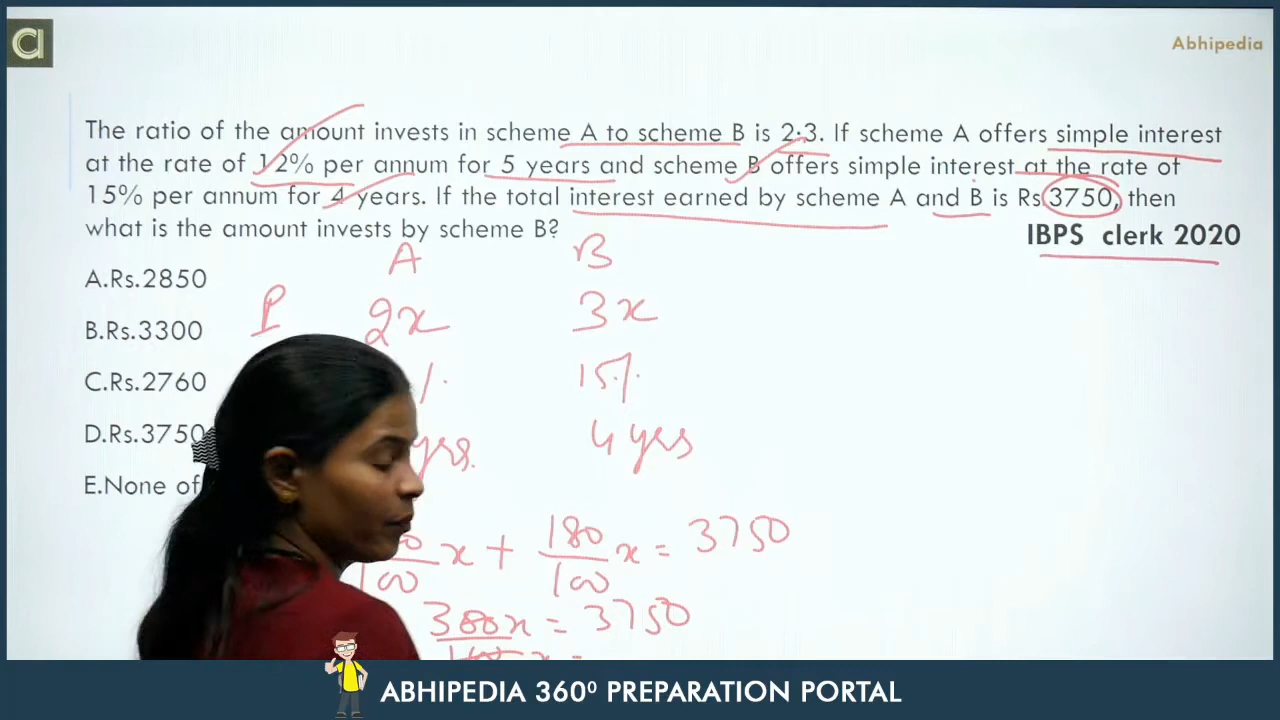 Abhipedia
The ratio of the amount invests in scheme A to scheme B is 2:3. If scheme A offers simple interest
at the rate of 12% per annum for 5 years and scheme B offers simple interest at the rate of
15% per annum for 4 years. If the total interest earned by scheme A and B is Rs 3750, then
what is the amount invests by scheme B?
IBPS clerk 2020
A.Rs.2850
B.Rs.3300
C.Rs.2760
D.Rs.3750
E.None of
A B
P 2x 3x
% 15%
yrs. 4 yrs
/100 x + 180/100 x = 3750
300x = 3750
ABHIPEDIA 360⁰ PREPARATION PORTAL